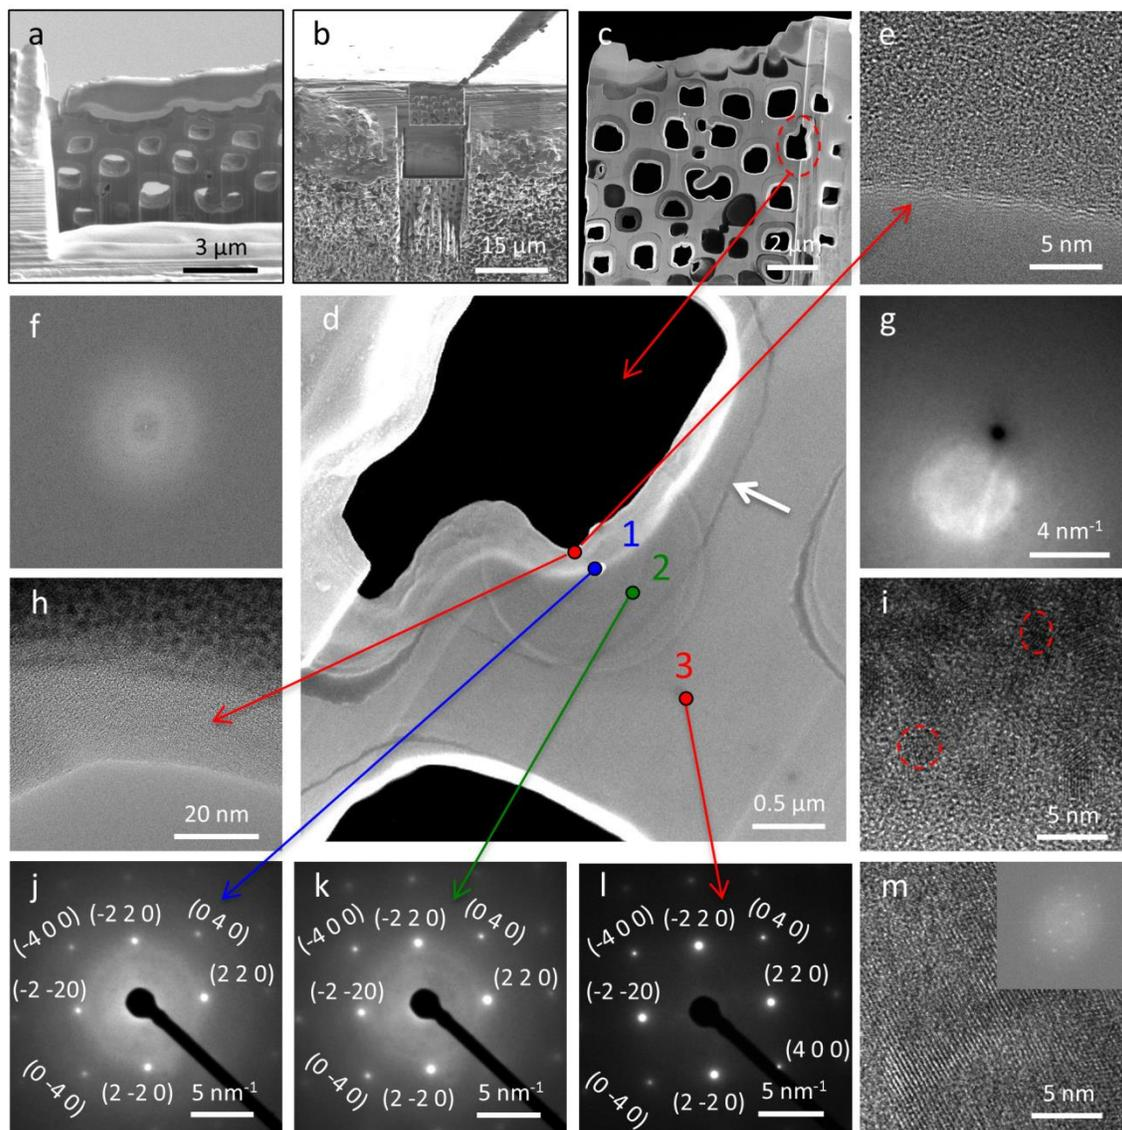 a
3 μm
b
15 μm
c
2 μm
e
5 nm
f
d
1
2
3
0.5 μm
g
4 nm-1
h
20 nm
i
5 nm
j
(-4 0 0)
(-2 2 0)
(0 4 0)
(-2 -20)
(2 2 0)
(0 -4 0)
(2 -2 0)
5 nm-1
k
(-4 0 0)
(-2 2 0)
(0 4 0)
(-2 -20)
(2 2 0)
(0 -4 0)
(2 -2 0)
5 nm-1
l
(-4 0 0)
(-2 2 0)
(0 4 0)
(-2 -20)
(2 2 0)
(4 0 0)
(0 -4 0)
(2 -2 0)
5 nm-1
m
5 nm